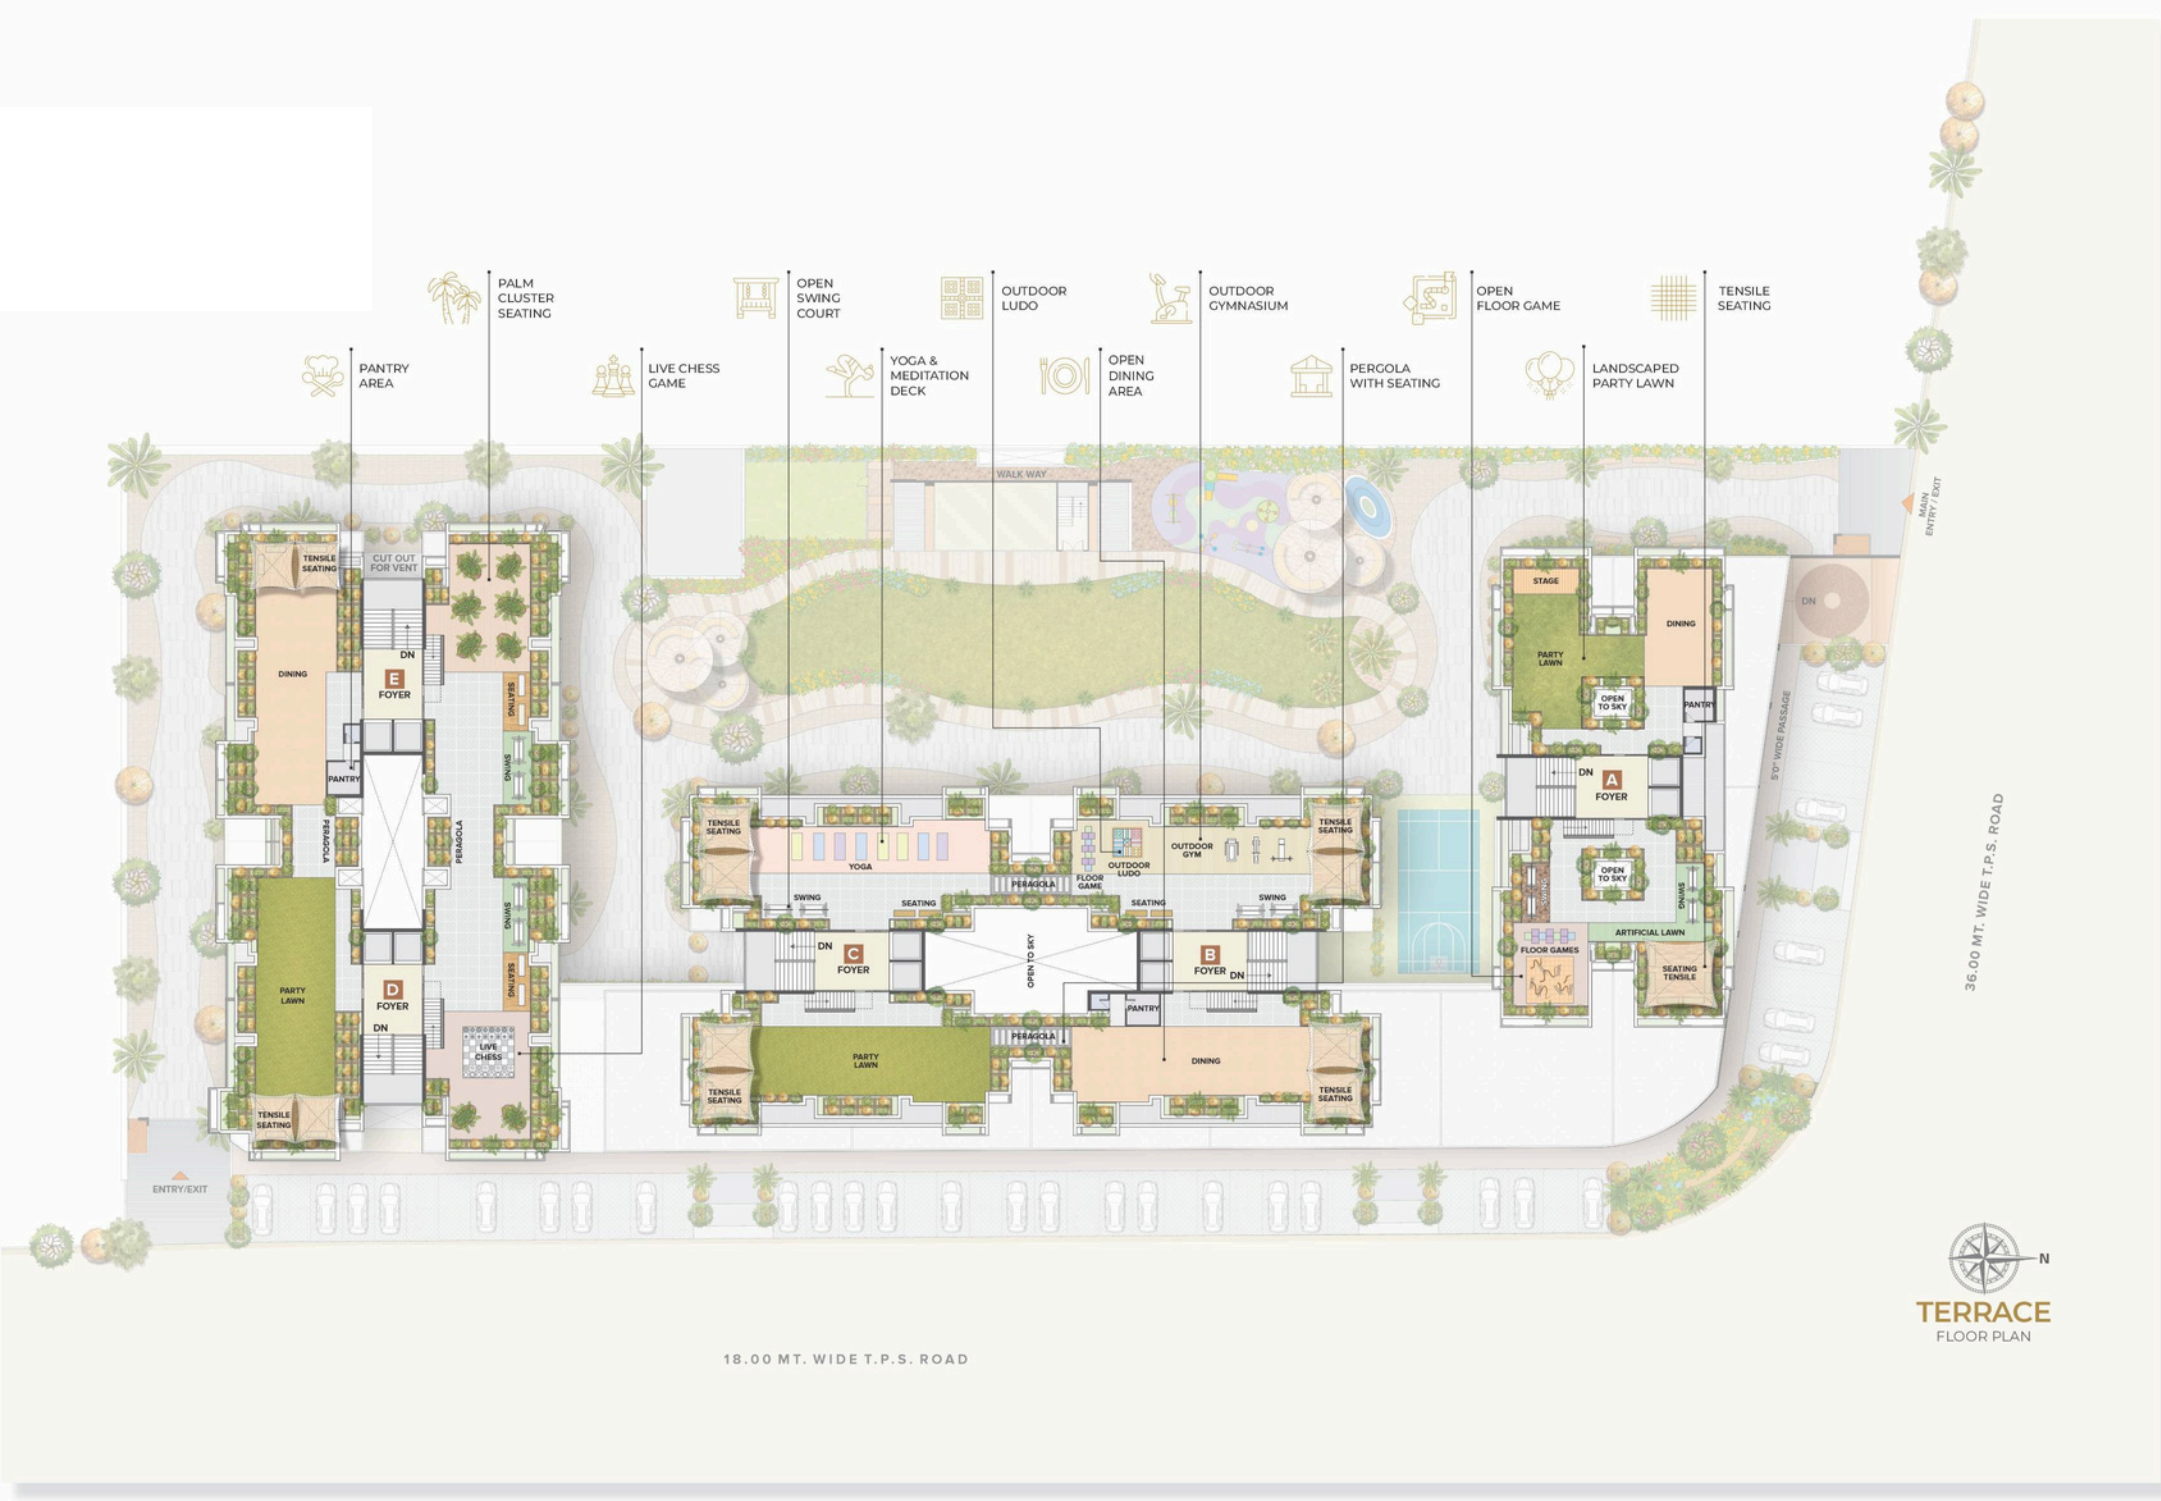 PALM
CLUSTER
SEATING
OPEN
SWING
COURT
OUTDOOR
LUDO
OUTDOOR
GYMNASIUM
OPEN
FLOOR GAME
TENSILE
SEATING
PANTRY
AREA
LIVE CHESS
GAME
YOGA &
MEDITATION
DECK
OPEN
DINING
AREA
PERGOLA
WITH SEATING
LANDSCAPED
PARTY LAWN
WALK WAY
MAIN
ENTRY / EXIT
TENSILE
SEATING
CUT OUT
FOR VENT
DINING
DN
E
FOYER
SEATING
SWING
PANTRY
PERAGOLA
PERAGOLA
SWING
SEATING
PARTY
LAWN
D
FOYER
DN
LIVE
CHESS
TENSILE
SEATING
ENTRY/EXIT
TENSILE
SEATING
YOGA
SWING
SEATING
PERAGOLA
FLOOR
GAME
OUTDOOR
LUDO
OUTDOOR
GYM
TENSILE
SEATING
SEATING
SWING
DN
C
FOYER
OPEN TO SKY
B
FOYER
DN
PANTRY
PERAGOLA
PARTY
LAWN
DINING
TENSILE
SEATING
TENSILE
SEATING
STAGE
DINING
PARTY
LAWN
OPEN
TO SKY
PANTRY
DN
A
FOYER
OPEN
TO SKY
SWING
SWING
ARTIFICIAL LAWN
FLOOR GAMES
SEATING
TENSILE
DN
5'0" WIDE PASSAGE
36.00 MT. WIDE T.P.S. ROAD
18.00 MT. WIDE T.P.S. ROAD
N
TERRACE
FLOOR PLAN